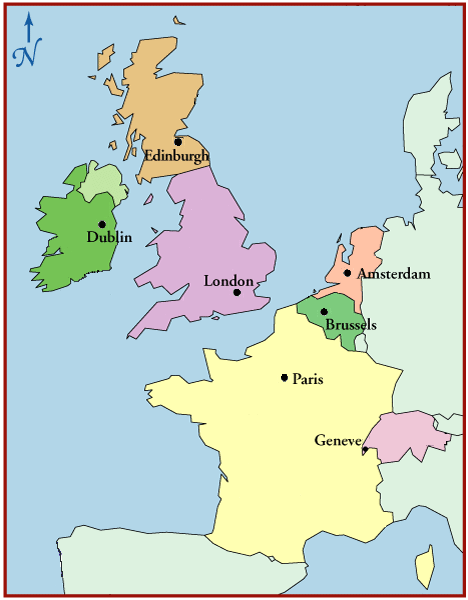 N
Edinburgh
Dublin
Amsterdam
London
Brussels
Paris
Geneve